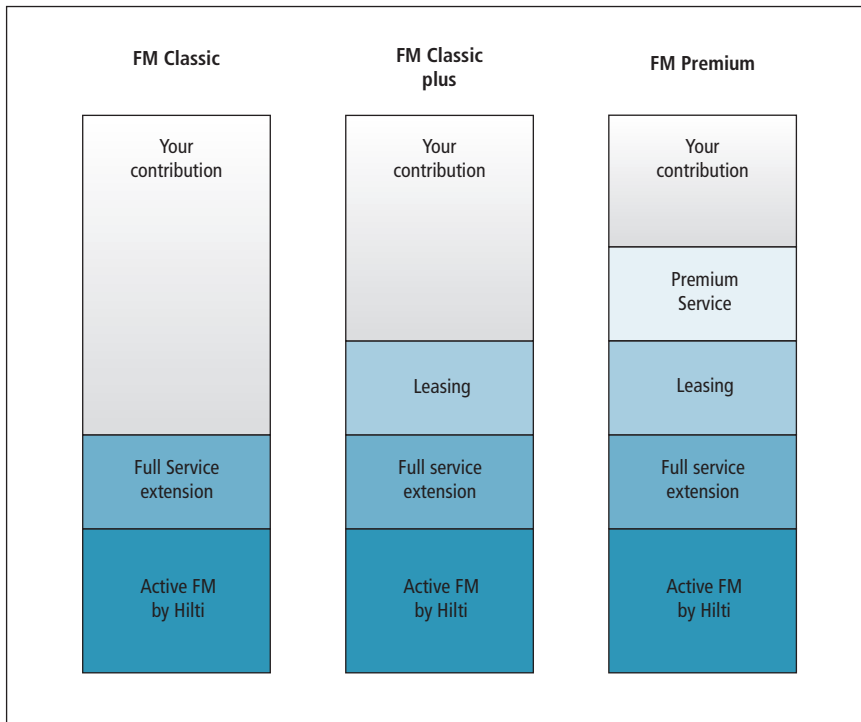 FM Classic
Your
contribution
Full Service
extension
Active FM
by Hilti
FM Classic
plus
Your
contribution
Leasing
Full service
extension
Active FM
by Hilti
FM Premium
Your
contribution
Premium
Service
Leasing
Full service
extension
Active FM
by Hilti